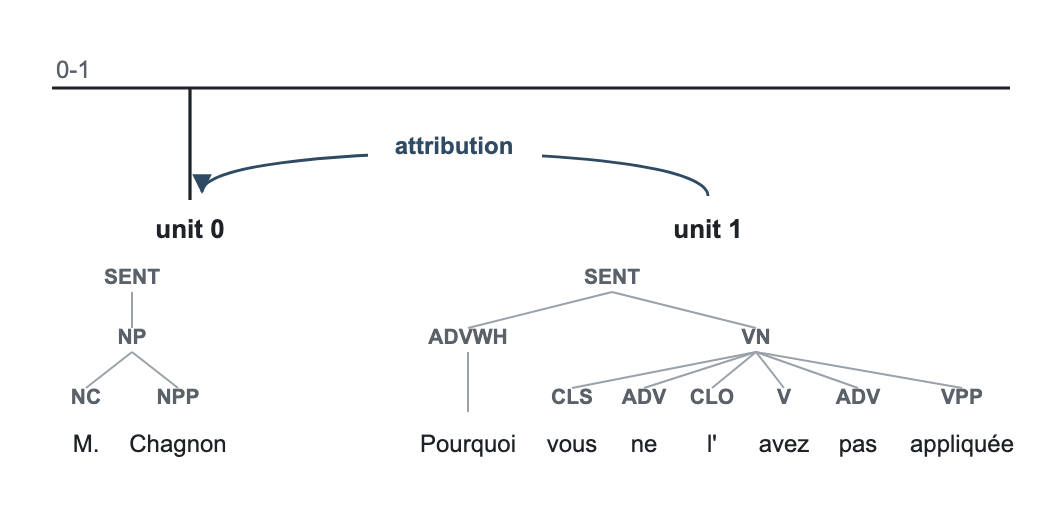 0-1
attribution
unit 0 unit 1
SENT SENT
NP ADVWH VN
NC NPP CLS ADV CLO V ADV VPP
M. Chagnon Pourquoi vous ne l' avez pas appliquée